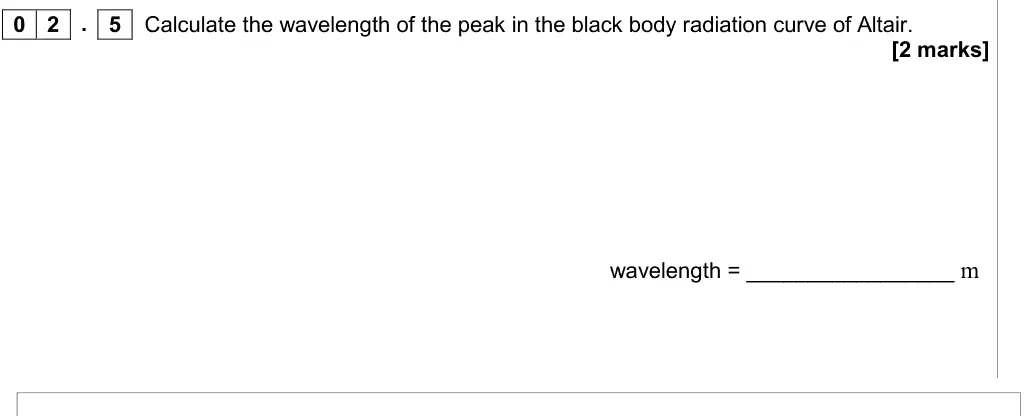 0 2 . 5 Calculate the wavelength of the peak in the black body radiation curve of Altair.
[2 marks]
wavelength = _________________ m